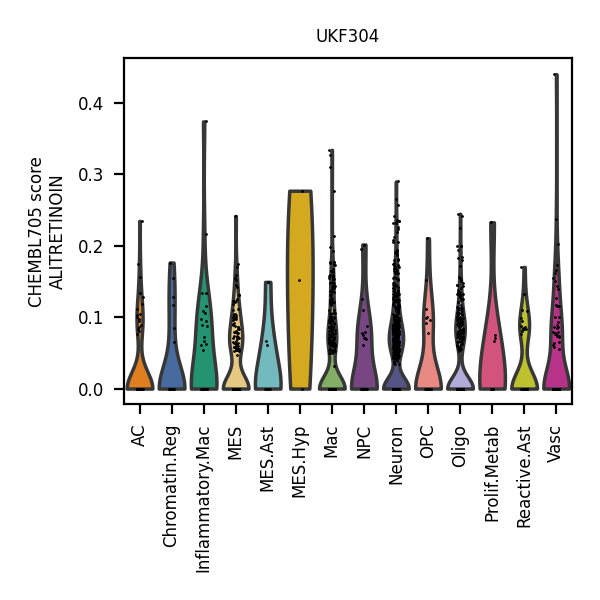 UKF304
CHEMBL705 score
ALITRETINOIN
0.4
0.3
0.2
0.1
0.0
AC
Chromatin.Reg
Inflammatory.Mac
MES
MES.Ast
MES.Hyp
Mac
NPC
Neuron
OPC
Oligo
Prolif.Metab
Reactive.Ast
Vasc